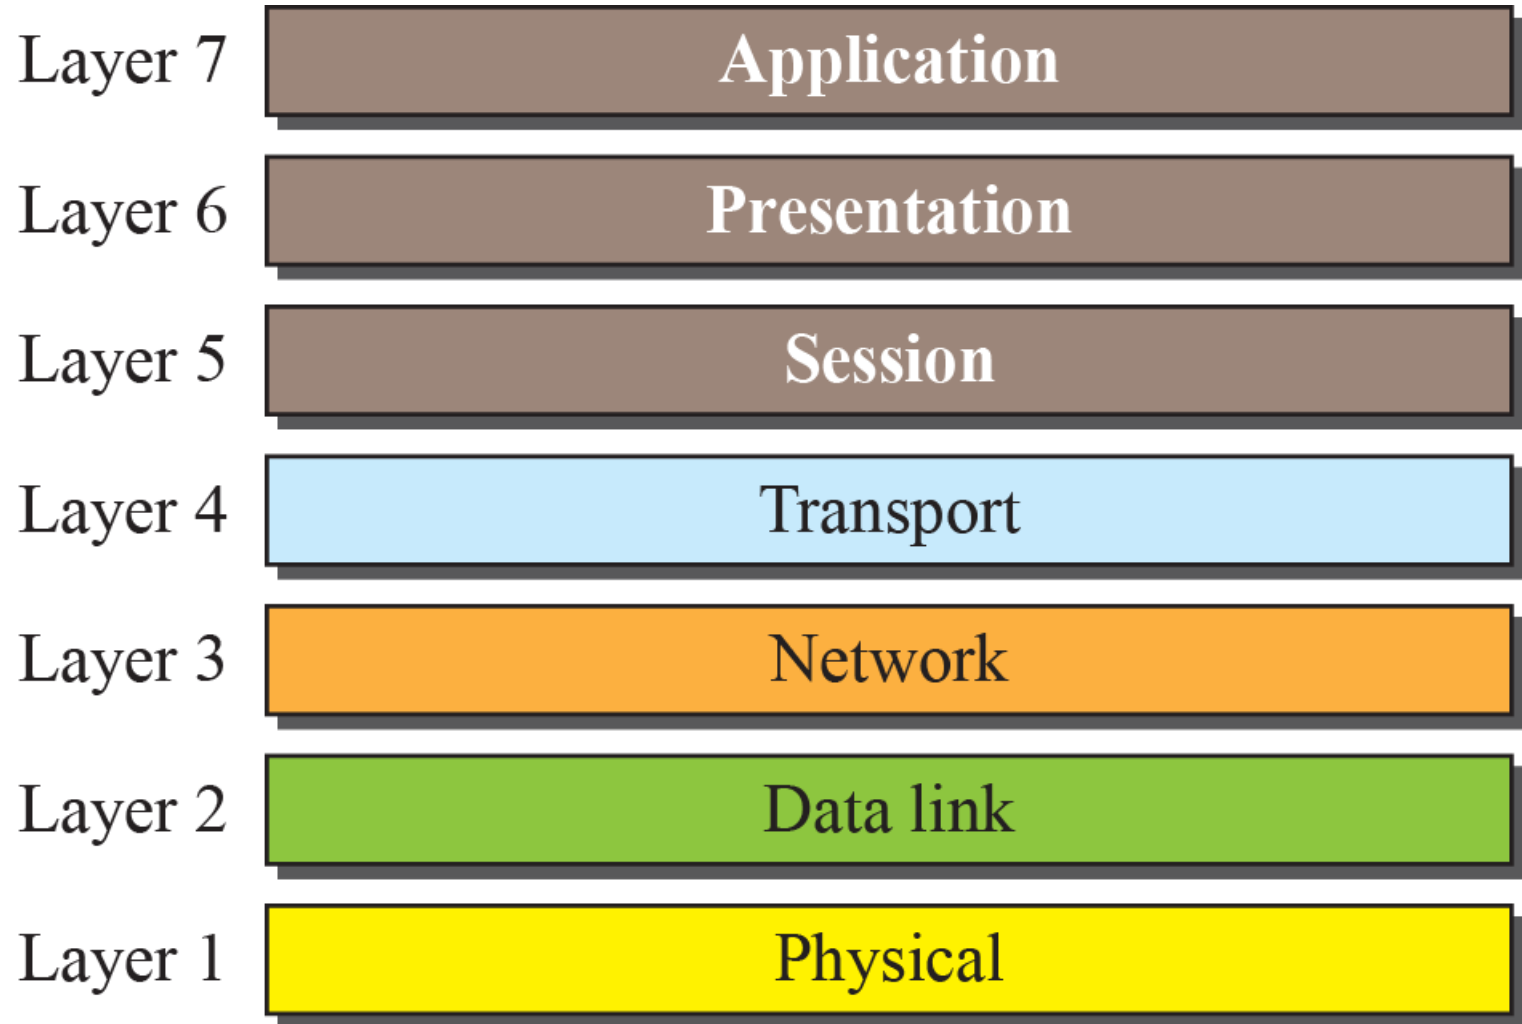 Layer 7 Application
Layer 6 Presentation
Layer 5 Session
Layer 4 Transport
Layer 3 Network
Layer 2 Data link
Layer 1 Physical